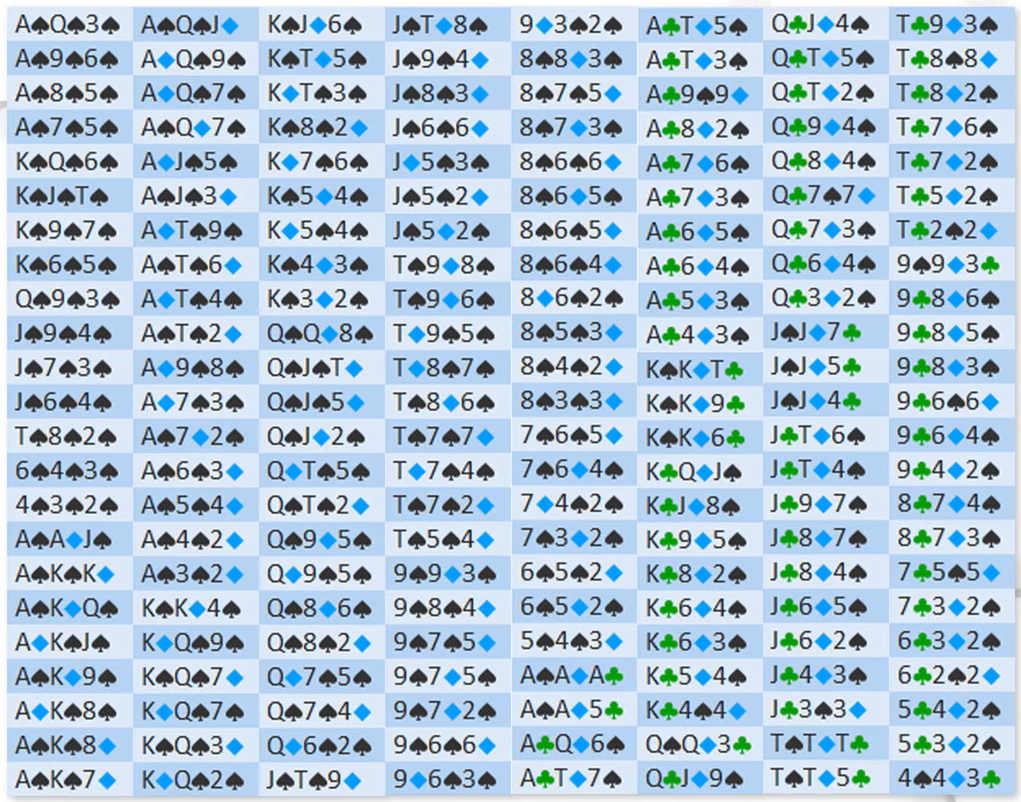 A♠Q♠3♠ A♠Q♠J♦ K♠J♦6♠ J♠T♦8♠ 9♦3♠2♠ A♣T♦5♠ Q♣J♦4♠ T♣9♦3♠
A♠9♠6♠ A♦Q♠9♠ K♠T♦5♠ J♠9♠4♦ 8♠8♦3♠ A♣T♦3♠ Q♣T♦5♠ T♣8♠8♦
A♠8♠5♠ A♦Q♠7♠ K♦T♠3♠ J♠8♠3♦ 8♠7♠5♦ A♣9♠9♦ Q♣T♦2♠ T♣8♦2♠
A♠7♠5♠ A♠Q♦7♠ K♠8♠2♦ J♠6♠6♦ 8♠7♦3♠ A♣8♦2♠ Q♣9♦4♠ T♣7♦6♠
K♠Q♠6♠ A♦J♠5♠ K♦7♠6♠ J♦5♠3♠ 8♠6♠6♦ A♣7♦6♠ Q♣8♦4♠ T♣7♦2♠
K♠J♠T♠ A♠J♠3♦ K♠5♦4♠ J♠5♠2♦ 8♠6♦5♠ A♣7♦3♠ Q♣7♠7♦ T♣5♦2♠
K♠9♠7♠ A♦T♠9♠ K♦5♠4♠ J♠5♦2♠ 8♠6♠5♦ A♣6♦5♠ Q♣7♦3♠ T♣2♠2♦
K♠6♠5♠ A♠T♠6♦ K♠4♦3♠ T♠9♦8♠ 8♠6♠4♦ A♣6♦4♠ Q♣6♦4♠ 9♠9♦3♣
Q♠9♠3♠ A♦T♠4♠ K♠3♦2♠ T♠9♦6♠ 8♦6♠2♠ A♣5♦3♠ Q♣3♦2♠ 9♣8♦6♠
J♠9♠4♠ A♠T♠2♦ Q♠Q♦8♠ T♦9♠5♠ 8♠5♠3♦ A♣4♦3♠ J♠J♦7♣ 9♣8♦5♠
J♠7♠3♠ A♦9♠8♠ Q♠J♠T♦ T♦8♠7♠ 8♠4♠2♦ K♠K♦T♣ J♠J♦5♣ 9♣8♦3♠
J♠6♠4♠ A♦7♠3♠ Q♠J♠5♦ T♠8♦6♠ 8♠3♠3♦ K♠K♦9♣ J♠J♦4♣ 9♣6♠6♦
T♠8♠2♠ A♠7♦2♠ Q♠J♦2♠ T♠7♠7♦ 7♠6♠5♦ K♠K♦6♣ J♣T♦6♠ 9♣6♦4♠
6♠4♠3♠ A♠6♠3♦ Q♦T♠5♠ T♦7♠4♠ 7♠6♦4♠ K♣Q♦J♠ J♣T♦4♠ 9♣4♦2♠
4♠3♠2♠ A♠5♠4♦ Q♠T♠2♦ T♠7♠2♦ 7♦4♠2♠ K♣J♦8♠ J♣9♦7♠ 8♣7♦4♠
A♠A♦J♠ A♠4♠2♦ Q♠9♦5♠ T♠5♠4♦ 7♠3♦2♠ K♣9♦5♠ J♣8♦7♠ 8♣7♦3♠
A♠K♠K♦ A♠3♠2♦ Q♦9♠5♠ 9♠9♦3♠ 6♠5♠2♦ K♣8♦2♠ J♣8♦4♠ 7♣5♠5♦
A♠K♦Q♠ K♠K♦4♠ Q♠8♦6♠ 9♠8♠4♦ 6♠5♦2♠ K♣6♦4♠ J♣6♦5♠ 7♣3♦2♠
A♦K♠J♠ K♦Q♠9♠ Q♠8♠2♦ 9♠7♠5♦ 5♠4♠3♦ K♣6♦3♠ J♣6♦2♠ 6♣3♦2♠
A♠K♦9♠ K♠Q♠7♦ Q♦7♠5♠ 9♠7♦5♠ A♠A♦A♣ K♣5♦4♠ J♣4♦3♠ 6♣2♠2♦
A♦K♠8♠ K♦Q♠7♠ Q♠7♠4♦ 9♠7♦2♠ A♠A♦5♣ K♣4♠4♦ J♣3♠3♦ 5♣4♦2♠
A♠K♠8♦ K♠Q♠3♦ Q♦6♠2♠ 9♠6♠6♦ A♣Q♦6♠ Q♠Q♦3♣ T♠T♦T♣ 5♣3♦2♠
A♠K♠7♦ K♦Q♠2♠ J♠T♠9♦ 9♦6♠3♠ A♣T♦7♠ Q♣J♦9♠ T♠T♦5♣ 4♠4♦3♣